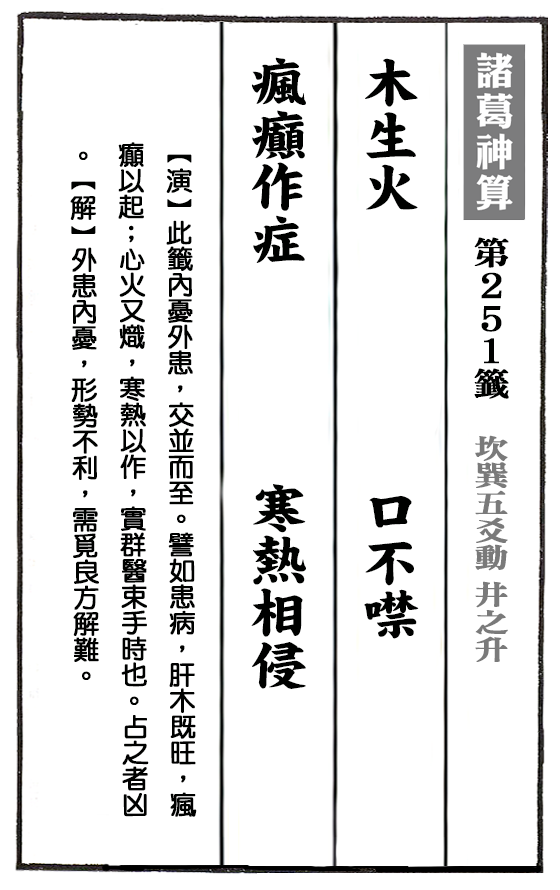 諸葛神算 第251籤 坎巽五爻動 井之升
木生火 口不噤
瘋癲作症 寒熱相侵
【演】此籤內憂外患，交並而至。譬如患病，肝木既旺，瘋
癲以起；心火又熾，寒熱以作，實群醫束手時也。占之者凶
。【解】外患內憂，形勢不利，需覓良方解難。